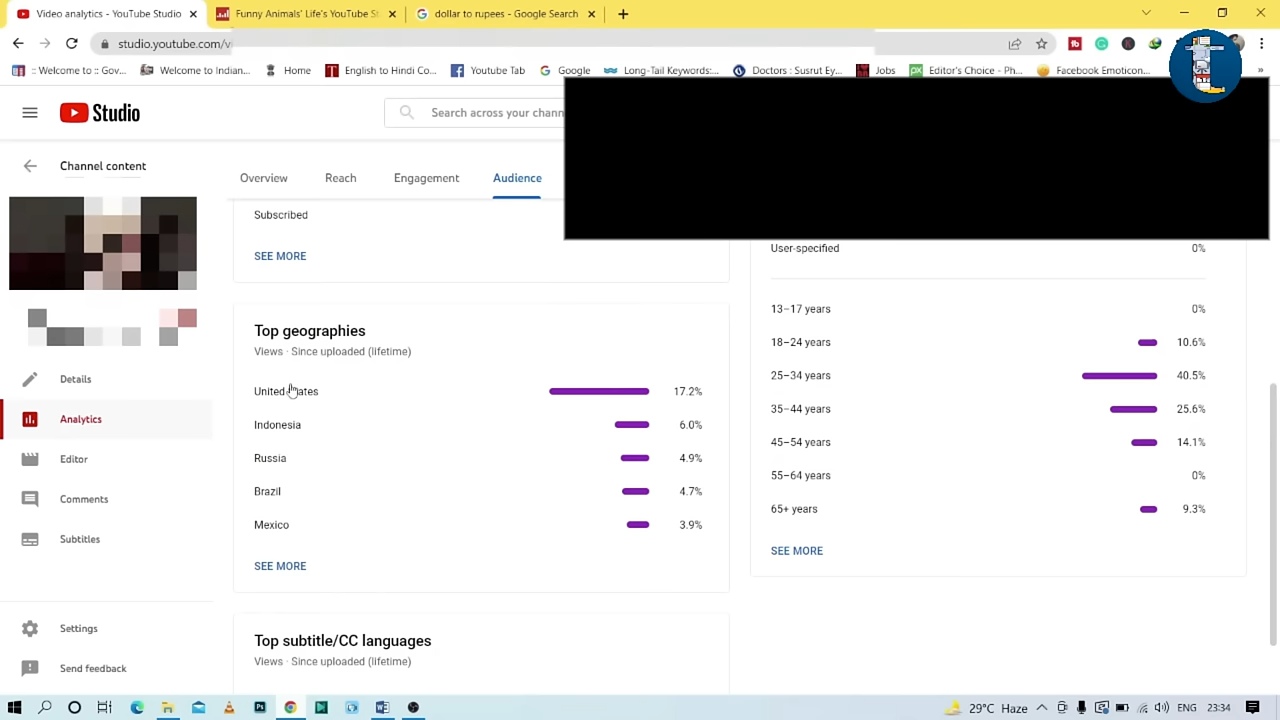 Video analytics - YouTube Studio
Funny Animals' Life's YouTube St
dollar to rupees - Google Search
studio.youtube.com/v
:: Welcome to :: Gov...
Welcome to Indian...
Home
English to Hindi Co...
Youtube Tab
Google
Long-Tail Keywords:...
Doctors : Susrut Ey...
Jobs
Editor's Choice - Ph...
Facebook Emoticon...
Studio
Search across your chann
Channel content
Overview
Reach
Engagement
Audience
Subscribed
SEE MORE
User-specified 0%
Top geographies
Views · Since uploaded (lifetime)
United States 17.2%
Indonesia 6.0%
Russia 4.9%
Brazil 4.7%
Mexico 3.9%
SEE MORE
13–17 years 0%
18–24 years 10.6%
25–34 years 40.5%
35–44 years 25.6%
45–54 years 14.1%
55–64 years 0%
65+ years 9.3%
SEE MORE
Top subtitle/CC languages
Views · Since uploaded (lifetime)
Details
Analytics
Editor
Comments
Subtitles
Settings
Send feedback
29°C Haze
ENG
23:34